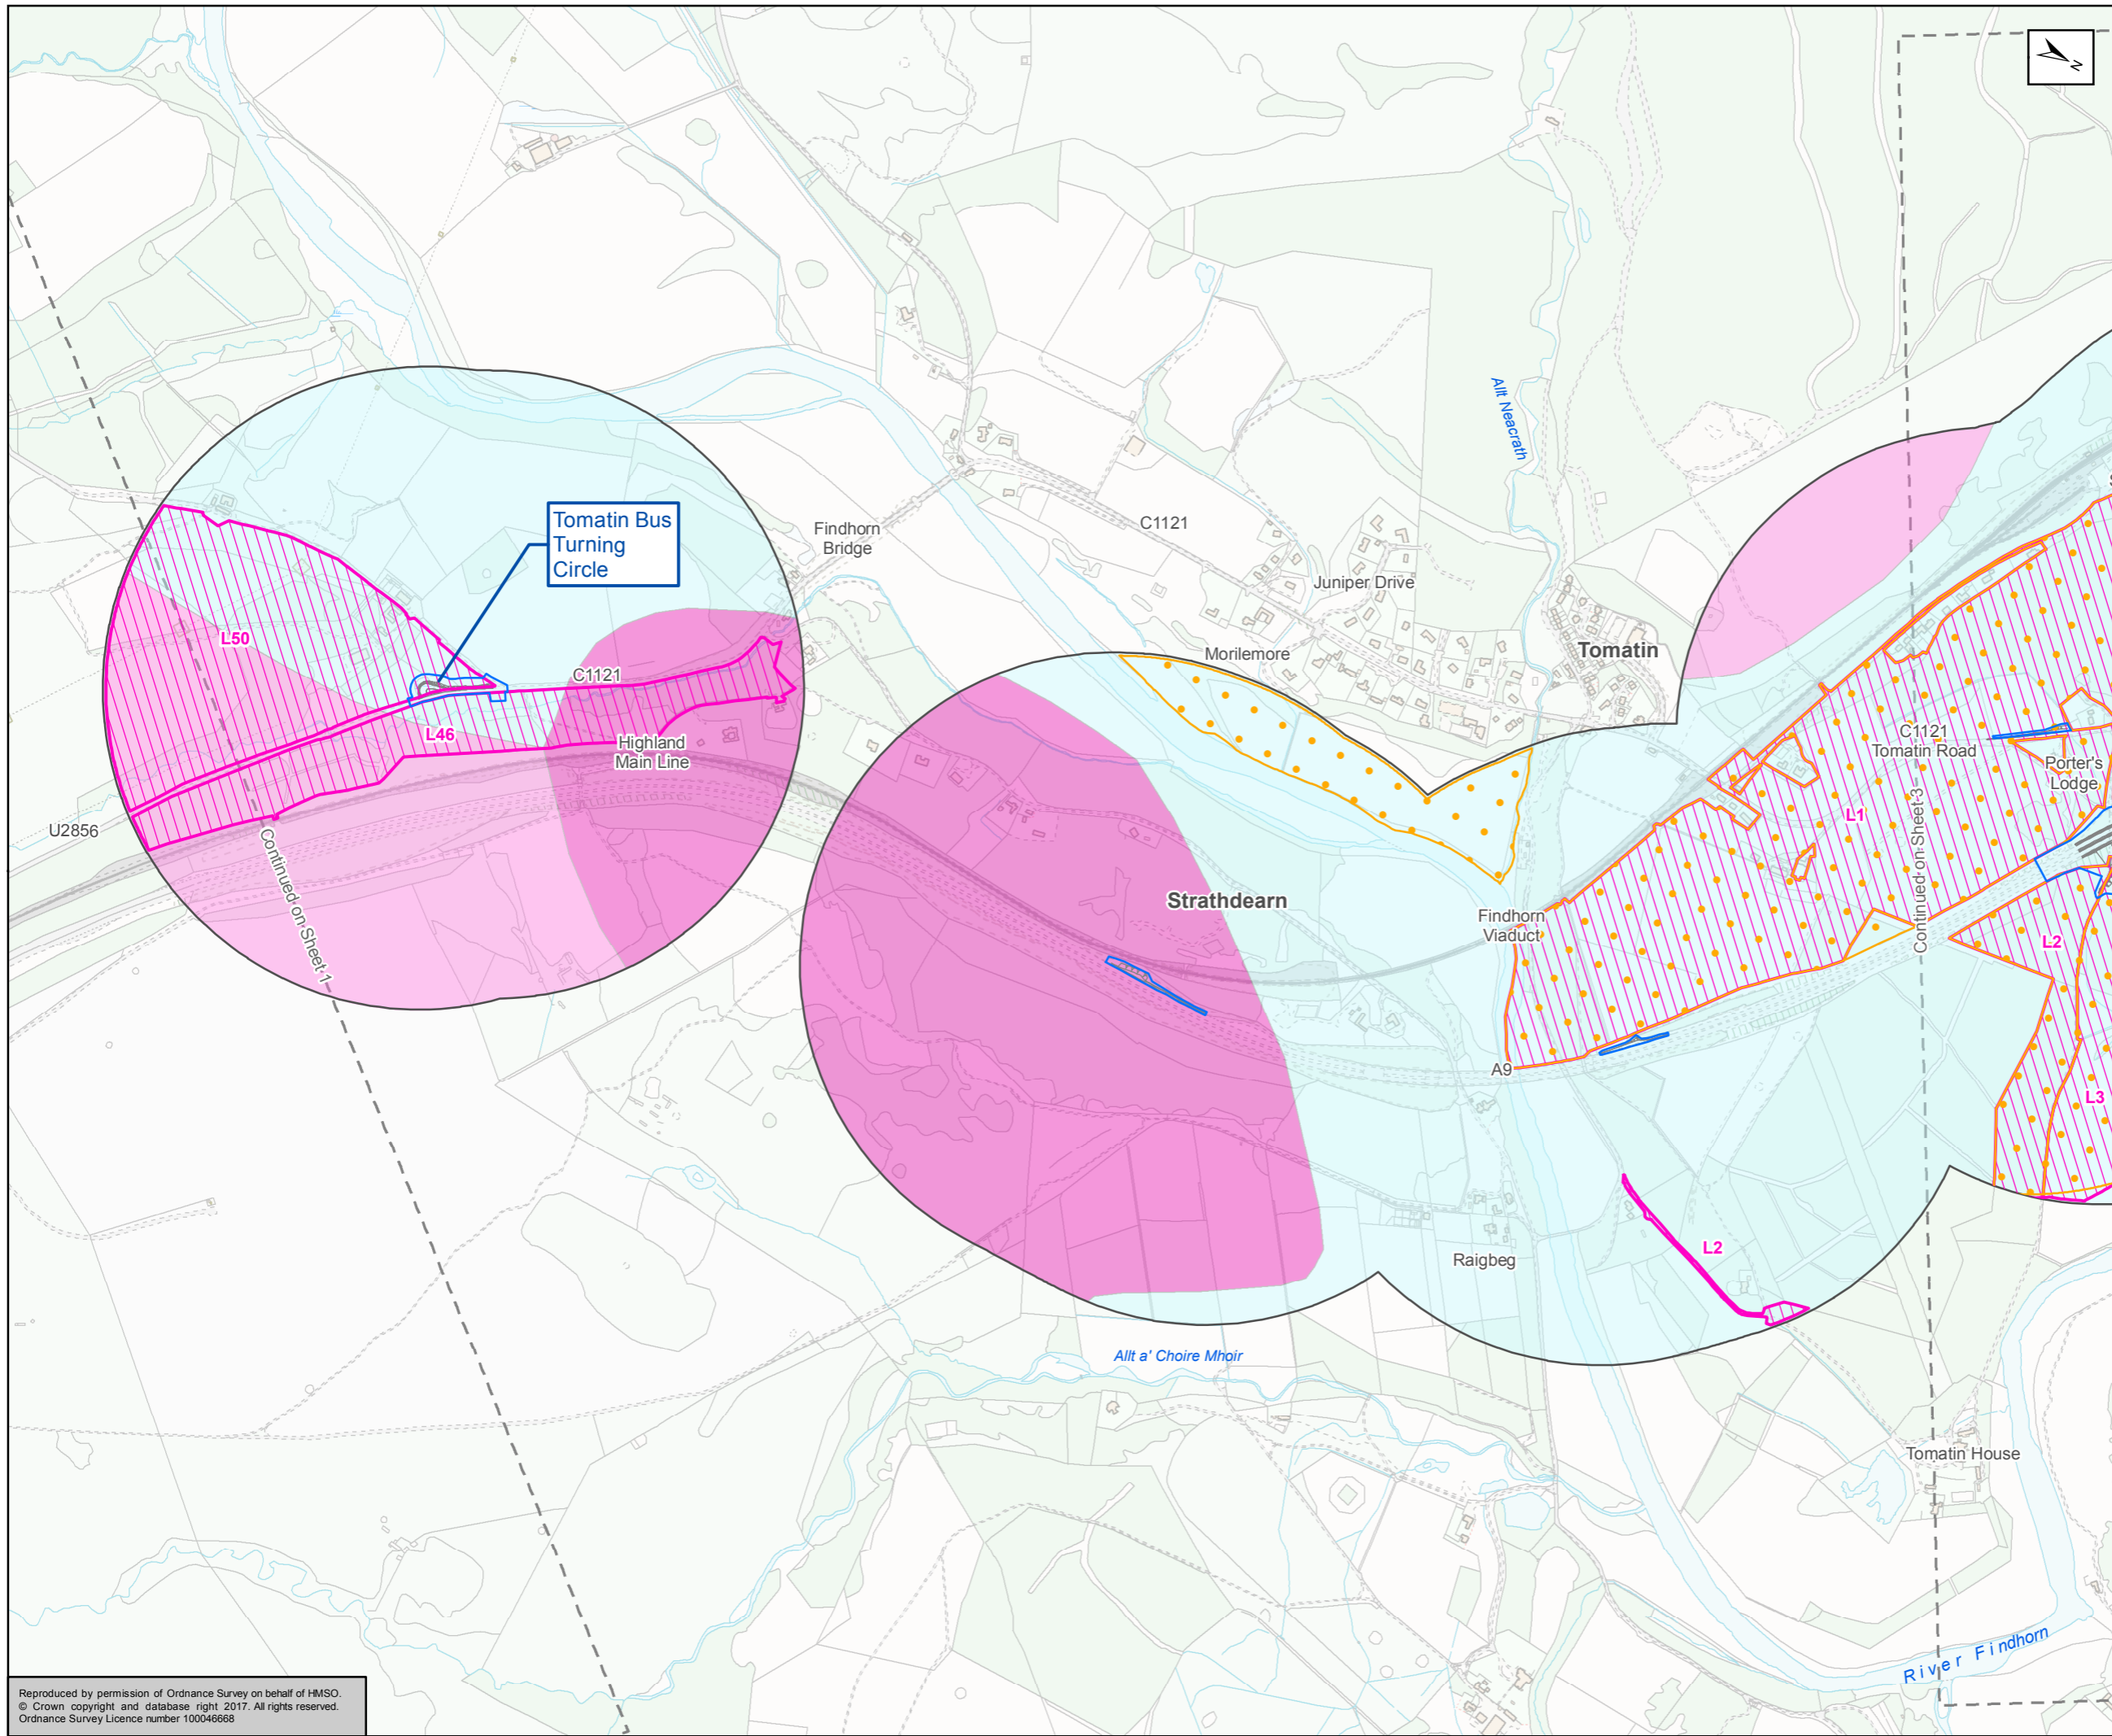 N
Allt Neacrath
Tomatin Bus
Turning
Circle
Findhorn
Bridge
C1121
Juniper Drive
L50
Morilemore
Tomatin
C1121
L46
Highland
Main Line
C1121
Tomatin Road
Porter's
Lodge
U2856
L1
Continued on Sheet 1
Continued on Sheet 3
Strathdearn
Findhorn
Viaduct
L2
A9
L3
L2
Raigbeg
Allt a' Choire Mhoir
Tomatin House
River Findhorn
Reproduced by permission of Ordnance Survey on behalf of HMSO.
© Crown copyright and database right 2017. All rights reserved.
Ordnance Survey Licence number 100046668